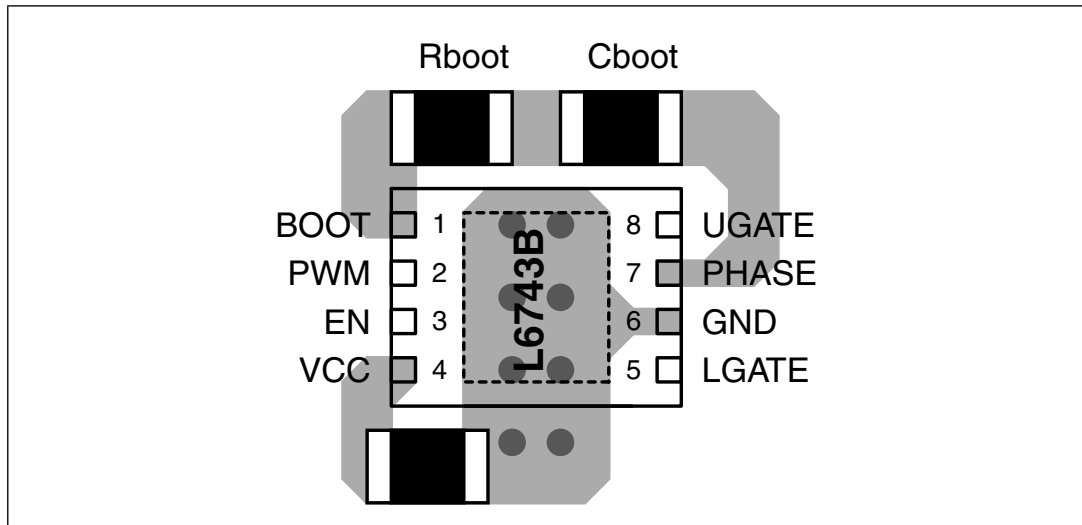 Rboot Cboot
BOOT 1 8 UGATE
PWM 2 7 PHASE
EN 3 6 GND
VCC 4 5 LGATE
L6743B